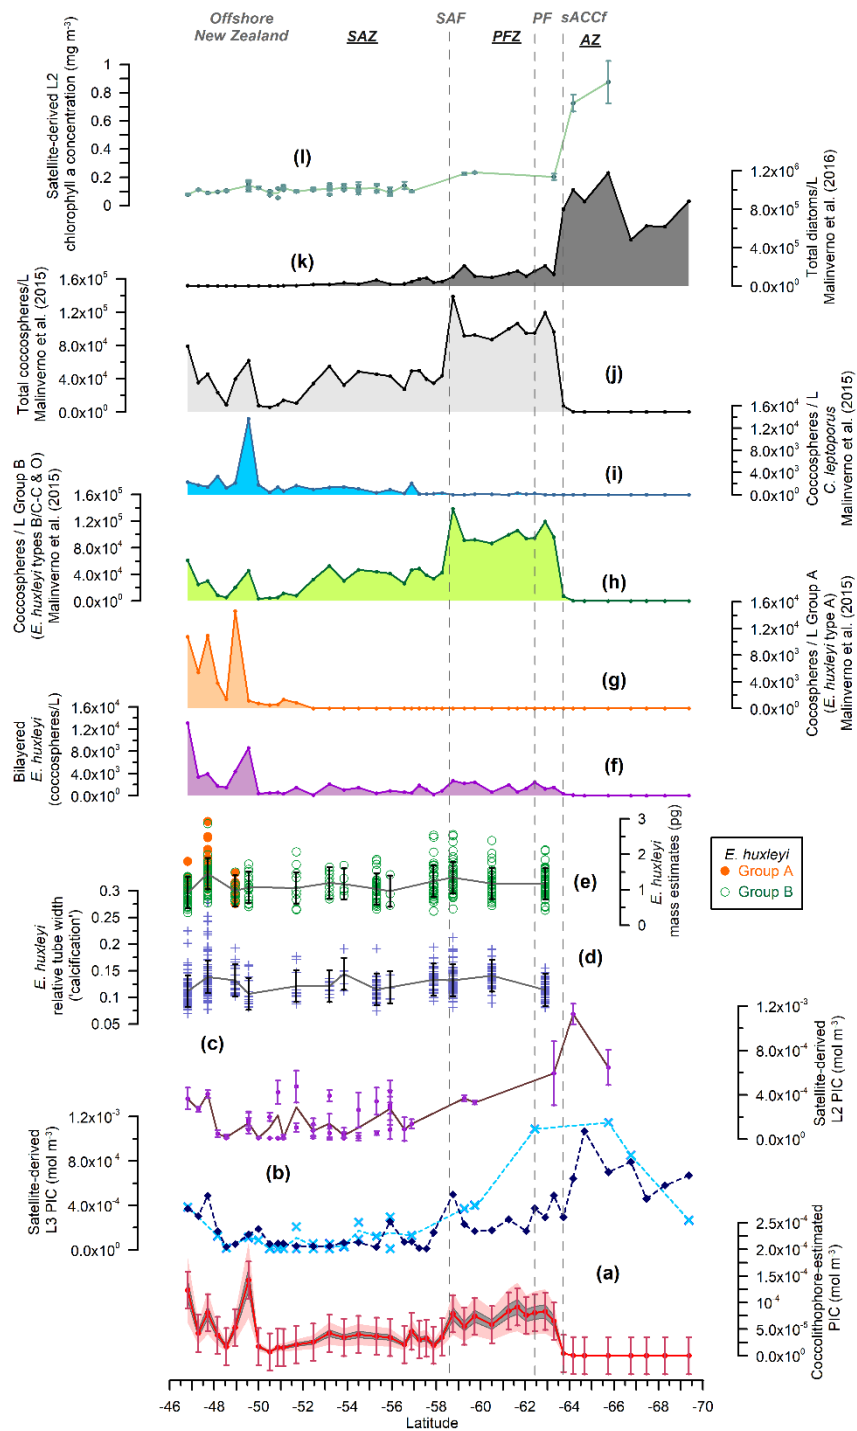 Offshore
New Zealand
SAZ
SAF
PFZ
PF
sACCf
AZ
Satellite-derived L2
chlorophyll a concentration (mg m⁻³)
1
0.8
0.6
0.4
0.2
0
(l)
Total diatoms/L
Malinverno et al. (2016)
1.2x10⁶
8.0x10⁵
4.0x10⁵
0.0x10⁰
(k)
Total coccospheres/L
Malinverno et al. (2015)
1.6x10⁵
8.0x10⁴
4.0x10⁴
0.0x10⁰
(j)
Coccospheres / L
C. leptoporus
Malinverno et al. (2015)
1.6x10⁴
1.2x10⁴
8.0x10³
4.0x10³
0.0x10⁰
(i)
Coccospheres / L Group B
(E. huxleyi types B/C-C & O)
Malinverno et al. (2015)
1.6x10⁵
1.2x10⁵
8.0x10⁴
4.0x10⁴
0.0x10⁰
(h)
Coccospheres / L Group A
(E. huxleyi type A)
Malinverno et al. (2015)
1.6x10⁴
1.2x10⁴
8.0x10³
4.0x10³
0.0x10⁰
(g)
Bilayered
E. huxleyi
(coccospheres/L)
1.6x10⁴
1.2x10⁴
8.0x10³
4.0x10³
0.0x10⁰
(f)
E. huxleyi
mass estimates (pg)
3
2
1
0
(e)
E. huxleyi
Group A
Group B
E. huxleyi
relative tube width
('calcification')
0.3
0.25
0.2
0.15
0.1
0.05
(d)
Satellite-derived
L2 PIC (mol m⁻³)
1.2x10⁻³
8.0x10⁻⁴
4.0x10⁻⁴
0.0x10⁰
(c)
Satellite-derived
L3 PIC (mol m⁻³)
1.2x10⁻³
4.0x10⁻⁴
0.0x10⁰
(b)
Coccolithophore-estimated
PIC (mol m⁻³)
2.5x10⁻⁴
2.0x10⁻⁴
1.5x10⁻⁴
10⁻⁴
5.0x10⁻⁵
0.0x10⁰
(a)
-46 -48 -50 -52 -54 -56 -58 -60 -62 -64 -66 -68 -70
Latitude